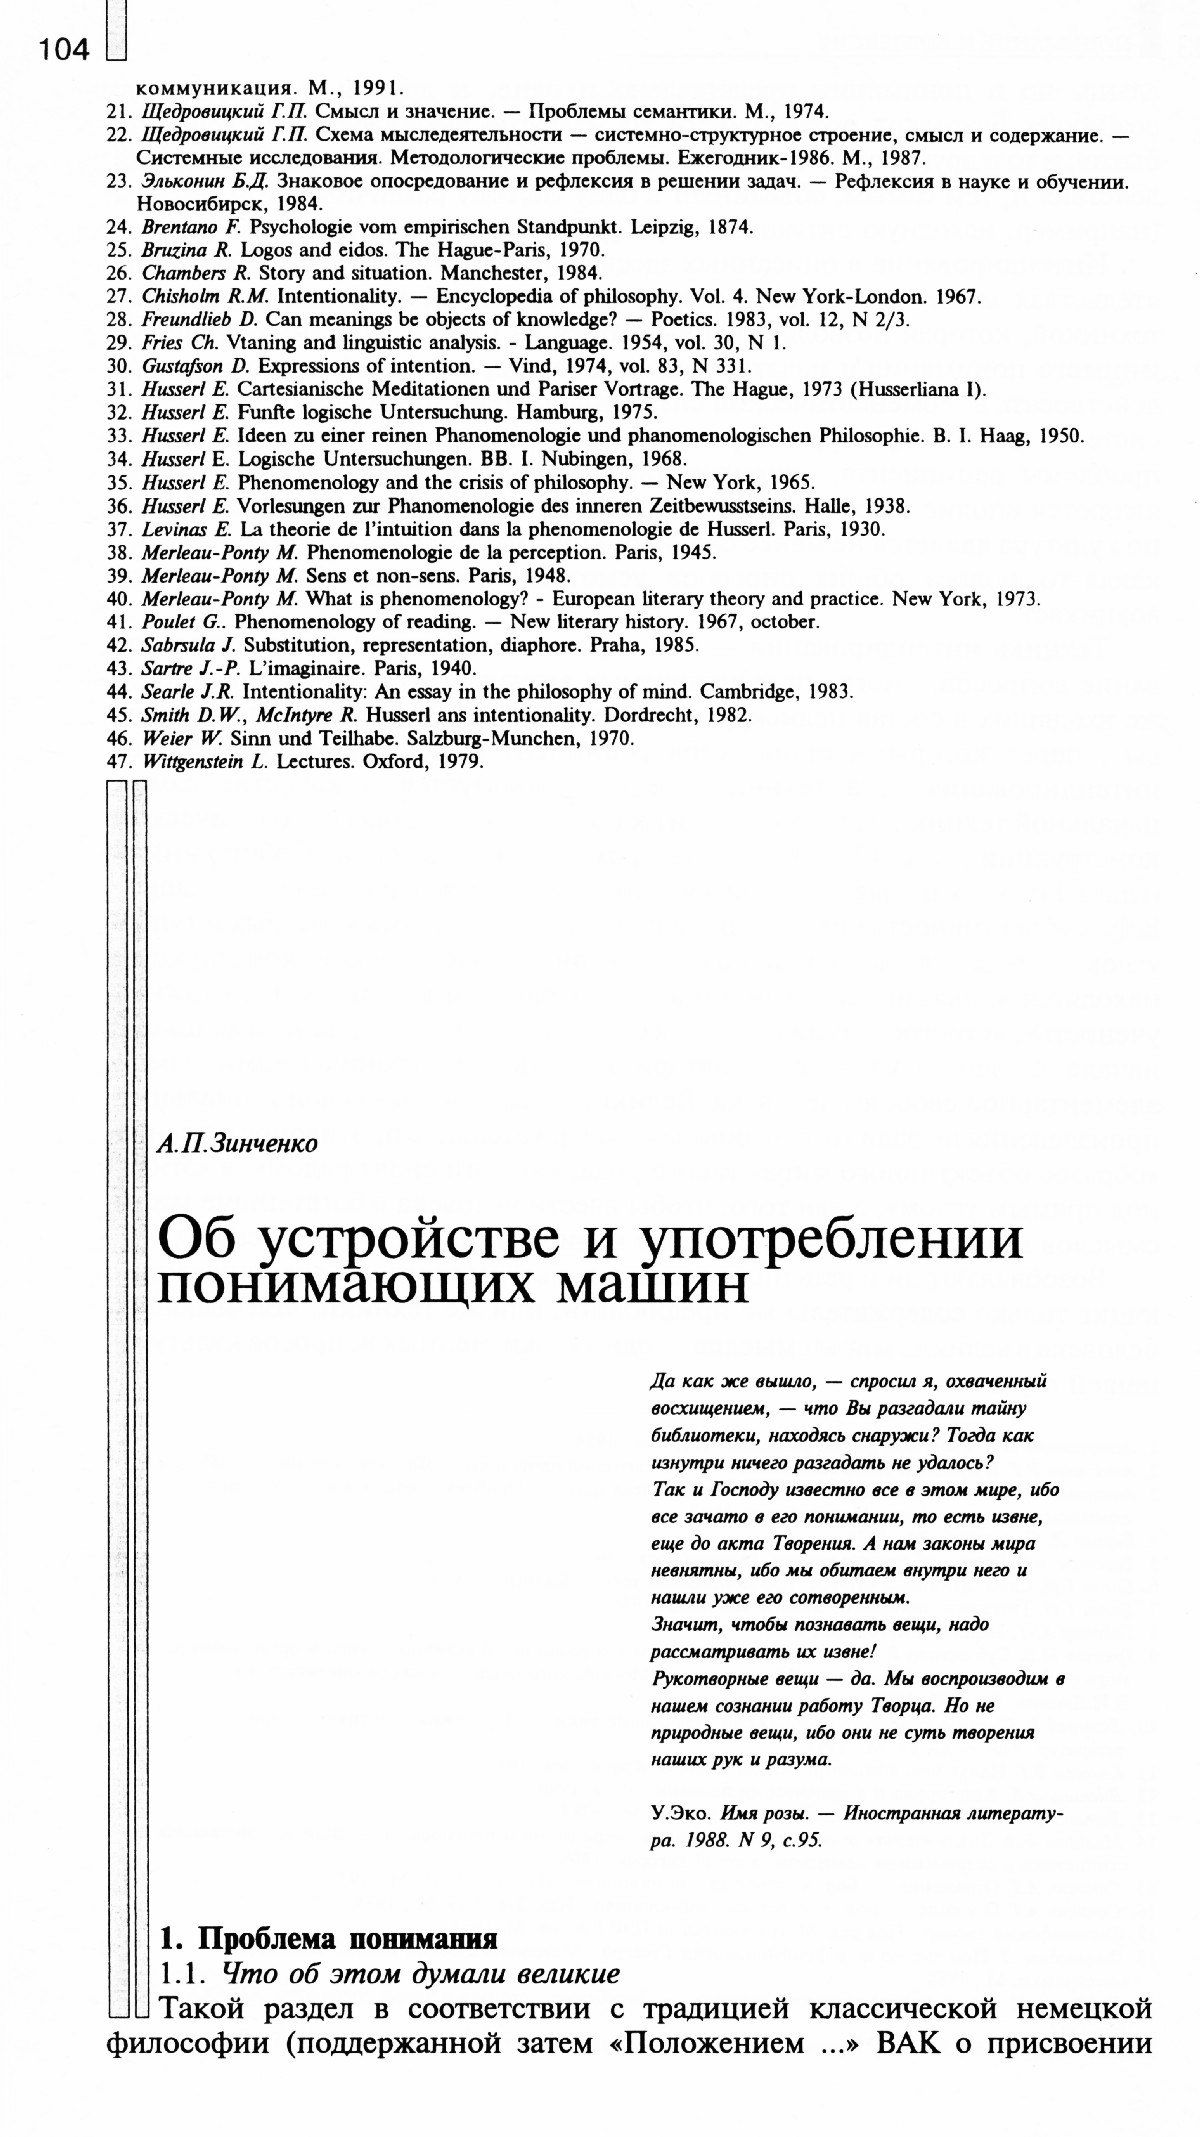 104
коммуникация. М., 1991.
21. Щедровицкий Г.П. Смысл и значение. — Проблемы семантики. М., 1974.
22. Щедровицкий Г.П. Схема мыследеятельности — системно-структурное строение, смысл и содержание. —
Системные исследования. Методологические проблемы. Ежегодник-1986. М., 1987.
23. Эльконин Б.Д. Знаковое опосредование и рефлексия в решении задач. — Рефлексия в науке и обучении.
Новосибирск, 1984.
24. Brentano F. Psychologie vom empirischen Standpunkt. Leipzig, 1874.
25. Bruzina R. Logos and eidos. The Hague-Paris, 1970.
26. Chambers R. Story and situation. Manchester, 1984.
27. Chisholm R.M. Intentionality. — Encyclopedia of philosophy. Vol. 4. New York-London. 1967.
28. Freundlieb D. Can meanings be objects of knowledge? — Poetics. 1983, vol. 12, N 2/3.
29. Fries Ch. Vtaning and linguistic analysis. - Language. 1954, vol. 30, N 1.
30. Gustafson D. Expressions of intention. — Vind, 1974, vol. 83, N 331.
31. Husserl E. Cartesianische Meditationen und Pariser Vortrage. The Hague, 1973 (Husserliana I).
32. Husserl E. Funfte logische Untersuchung. Hamburg, 1975.
33. Husserl E. Ideen zu einer reinen Phanomenologie und phanomenologischen Philosophie. B. I. Haag, 1950.
34. Husserl E. Logische Untersuchungen. BB. I. Nubingen, 1968.
35. Husserl E. Phenomenology and the crisis of philosophy. — New York, 1965.
36. Husserl E. Vorlesungen zur Phanomenologie des inneren Zeitbewusstseins. Halle, 1938.
37. Levinas E. La theorie de l'intuition dans la phenomenologie de Husserl. Paris, 1930.
38. Merleau-Ponty M. Phenomenologie de la perception. Paris, 1945.
39. Merleau-Ponty M. Sens et non-sens. Paris, 1948.
40. Merleau-Ponty M. What is phenomenology? - European literary theory and practice. New York, 1973.
41. Poulet G.. Phenomenology of reading. — New literary history. 1967, october.
42. Sabrsula J. Substitution, representation, diaphore. Praha, 1985.
43. Sartre J.-P. L'imaginaire. Paris, 1940.
44. Searle J.R. Intentionality: An essay in the philosophy of mind. Cambridge, 1983.
45. Smith D.W., McIntyre R. Husserl ans intentionality. Dordrecht, 1982.
46. Weier W. Sinn und Teilhabe. Salzburg-Munchen, 1970.
47. Wittgenstein L. Lectures. Oxford, 1979.
А.П.Зинченко
Об устройстве и употреблении
понимающих машин
Да как же вышло, — спросил я, охваченный
восхищением, — что Вы разгадали тайну
библиотеки, находясь снаружи? Тогда как
изнутри ничего разгадать не удалось?
Так и Господу известно все в этом мире, ибо
все зачато в его понимании, то есть извне,
еще до акта Творения. А нам законы мира
невнятны, ибо мы обитаем внутри него и
нашли уже его сотворенным.
Значит, чтобы познавать вещи, надо
рассматривать их извне!
Рукотворные вещи — да. Мы воспроизводим в
нашем сознании работу Творца. Но не
природные вещи, ибо они не суть творения
наших рук и разума.
У.Эко. Имя розы. — Иностранная литерату-
ра. 1988. N 9, с.95.
1. Проблема понимания
1.1. Что об этом думали великие
Такой раздел в соответствии с традицией классической немецкой
философии (поддержанной затем «Положением ...» ВАК о присвоении